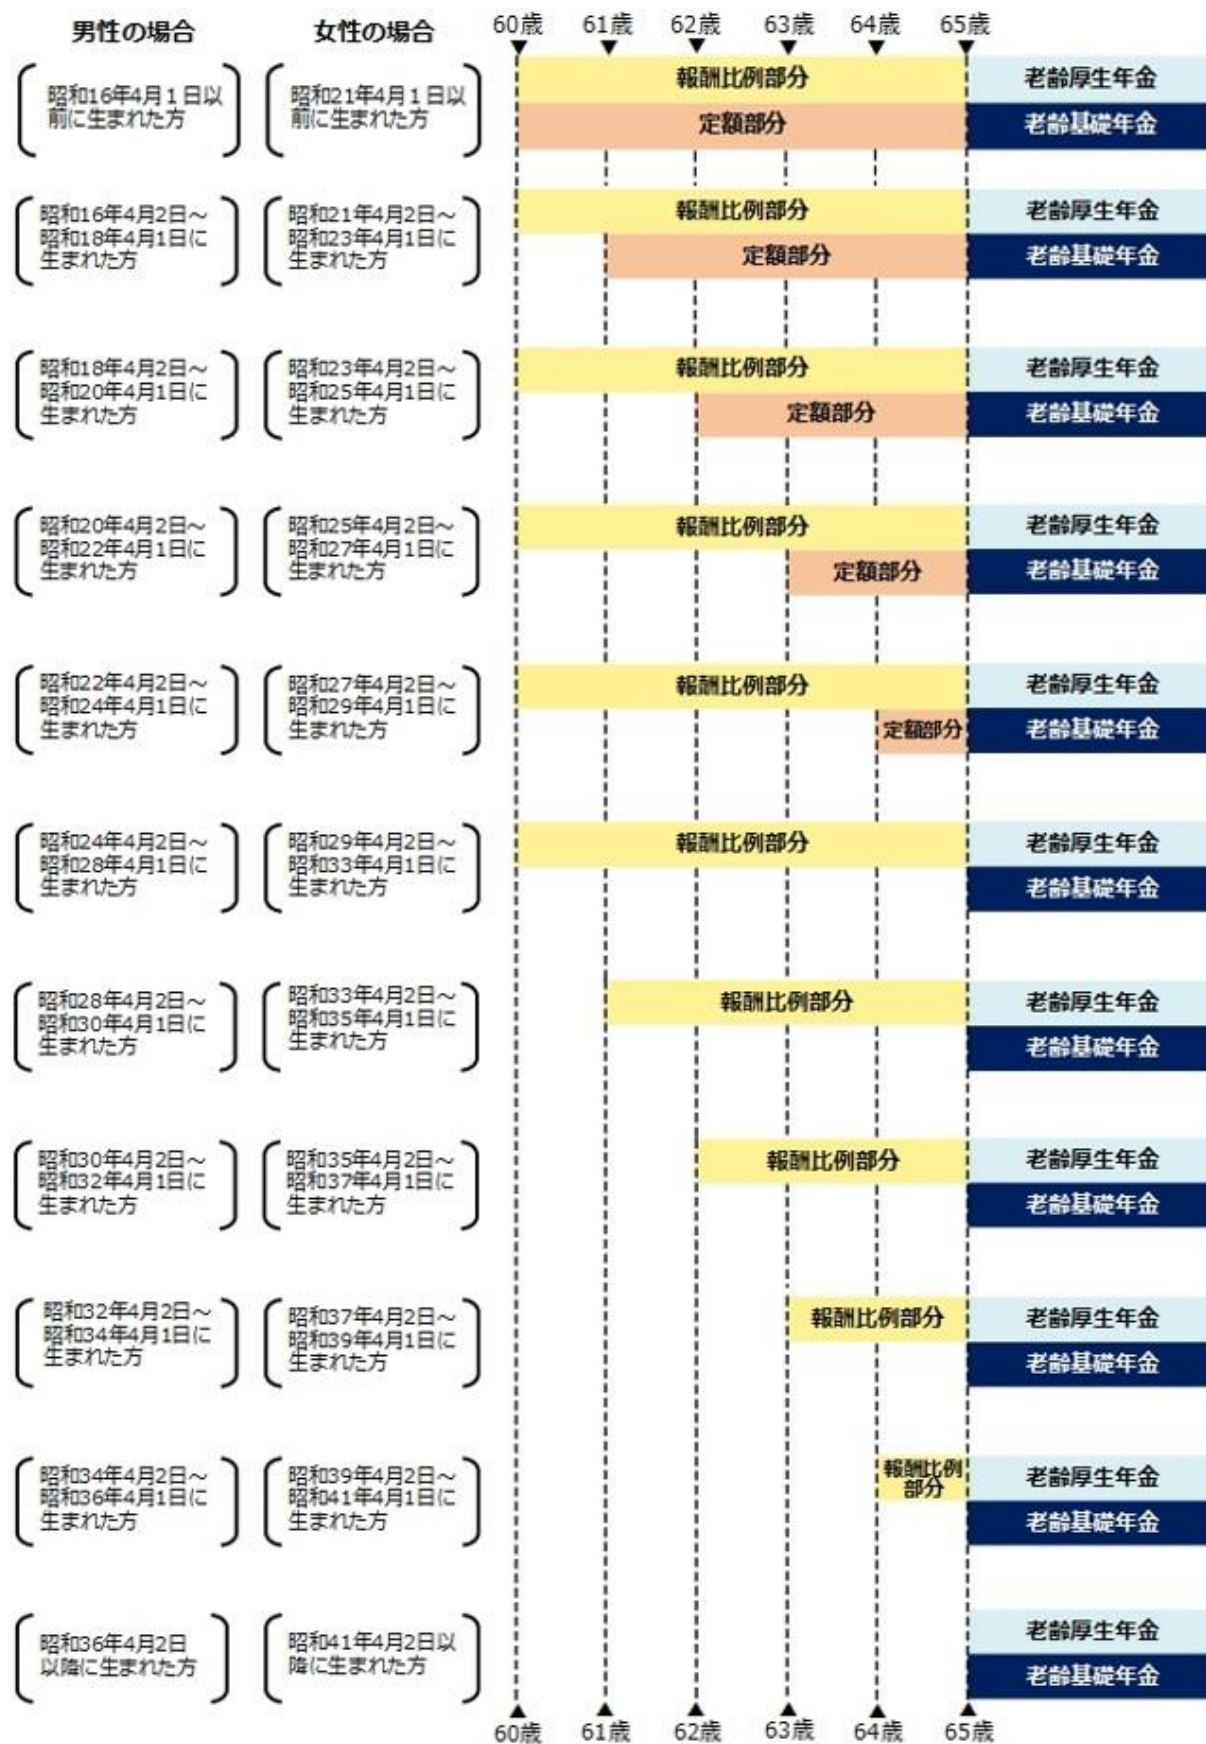 男性の場合
女性の場合
60歳 61歳 62歳 63歳 64歳 65歳
昭和16年4月1日以
前に生まれた方
昭和21年4月1日以
前に生まれた方
報酬比例部分
老齢厚生年金
定額部分
老齢基礎年金
昭和16年4月2日～
昭和18年4月1日に
生まれた方
昭和21年4月2日～
昭和23年4月1日に
生まれた方
報酬比例部分
老齢厚生年金
定額部分
老齢基礎年金
昭和18年4月2日～
昭和20年4月1日に
生まれた方
昭和23年4月2日～
昭和25年4月1日に
生まれた方
報酬比例部分
老齢厚生年金
定額部分
老齢基礎年金
昭和20年4月2日～
昭和22年4月1日に
生まれた方
昭和25年4月2日～
昭和27年4月1日に
生まれた方
報酬比例部分
老齢厚生年金
定額部分
老齢基礎年金
昭和22年4月2日～
昭和24年4月1日に
生まれた方
昭和27年4月2日～
昭和29年4月1日に
生まれた方
報酬比例部分
老齢厚生年金
定額部分
老齢基礎年金
昭和24年4月2日～
昭和28年4月1日に
生まれた方
昭和29年4月2日～
昭和33年4月1日に
生まれた方
報酬比例部分
老齢厚生年金
老齢基礎年金
昭和28年4月2日～
昭和30年4月1日に
生まれた方
昭和33年4月2日～
昭和35年4月1日に
生まれた方
報酬比例部分
老齢厚生年金
老齢基礎年金
昭和30年4月2日～
昭和32年4月1日に
生まれた方
昭和35年4月2日～
昭和37年4月1日に
生まれた方
報酬比例部分
老齢厚生年金
老齢基礎年金
昭和32年4月2日～
昭和34年4月1日に
生まれた方
昭和37年4月2日～
昭和39年4月1日に
生まれた方
報酬比例部分
老齢厚生年金
老齢基礎年金
昭和34年4月2日～
昭和36年4月1日に
生まれた方
昭和39年4月2日～
昭和41年4月1日に
生まれた方
報酬比例
部分
老齢厚生年金
老齢基礎年金
昭和36年4月2日
以降に生まれた方
昭和41年4月2日以
降に生まれた方
老齢厚生年金
老齢基礎年金
60歳 61歳 62歳 63歳 64歳 65歳